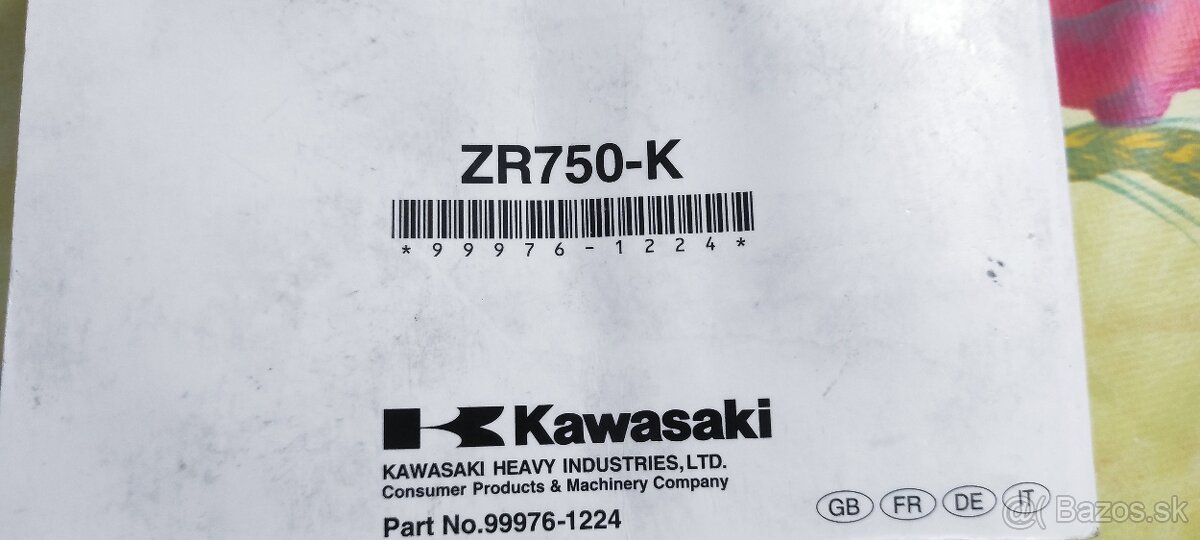 ZR750-K
*99976-1224*
Kawasaki
KAWASAKI HEAVY INDUSTRIES,LTD.
Consumer Products & Machinery Company
Part No.99976-1224
GB FR DE IT
Bazos.sk